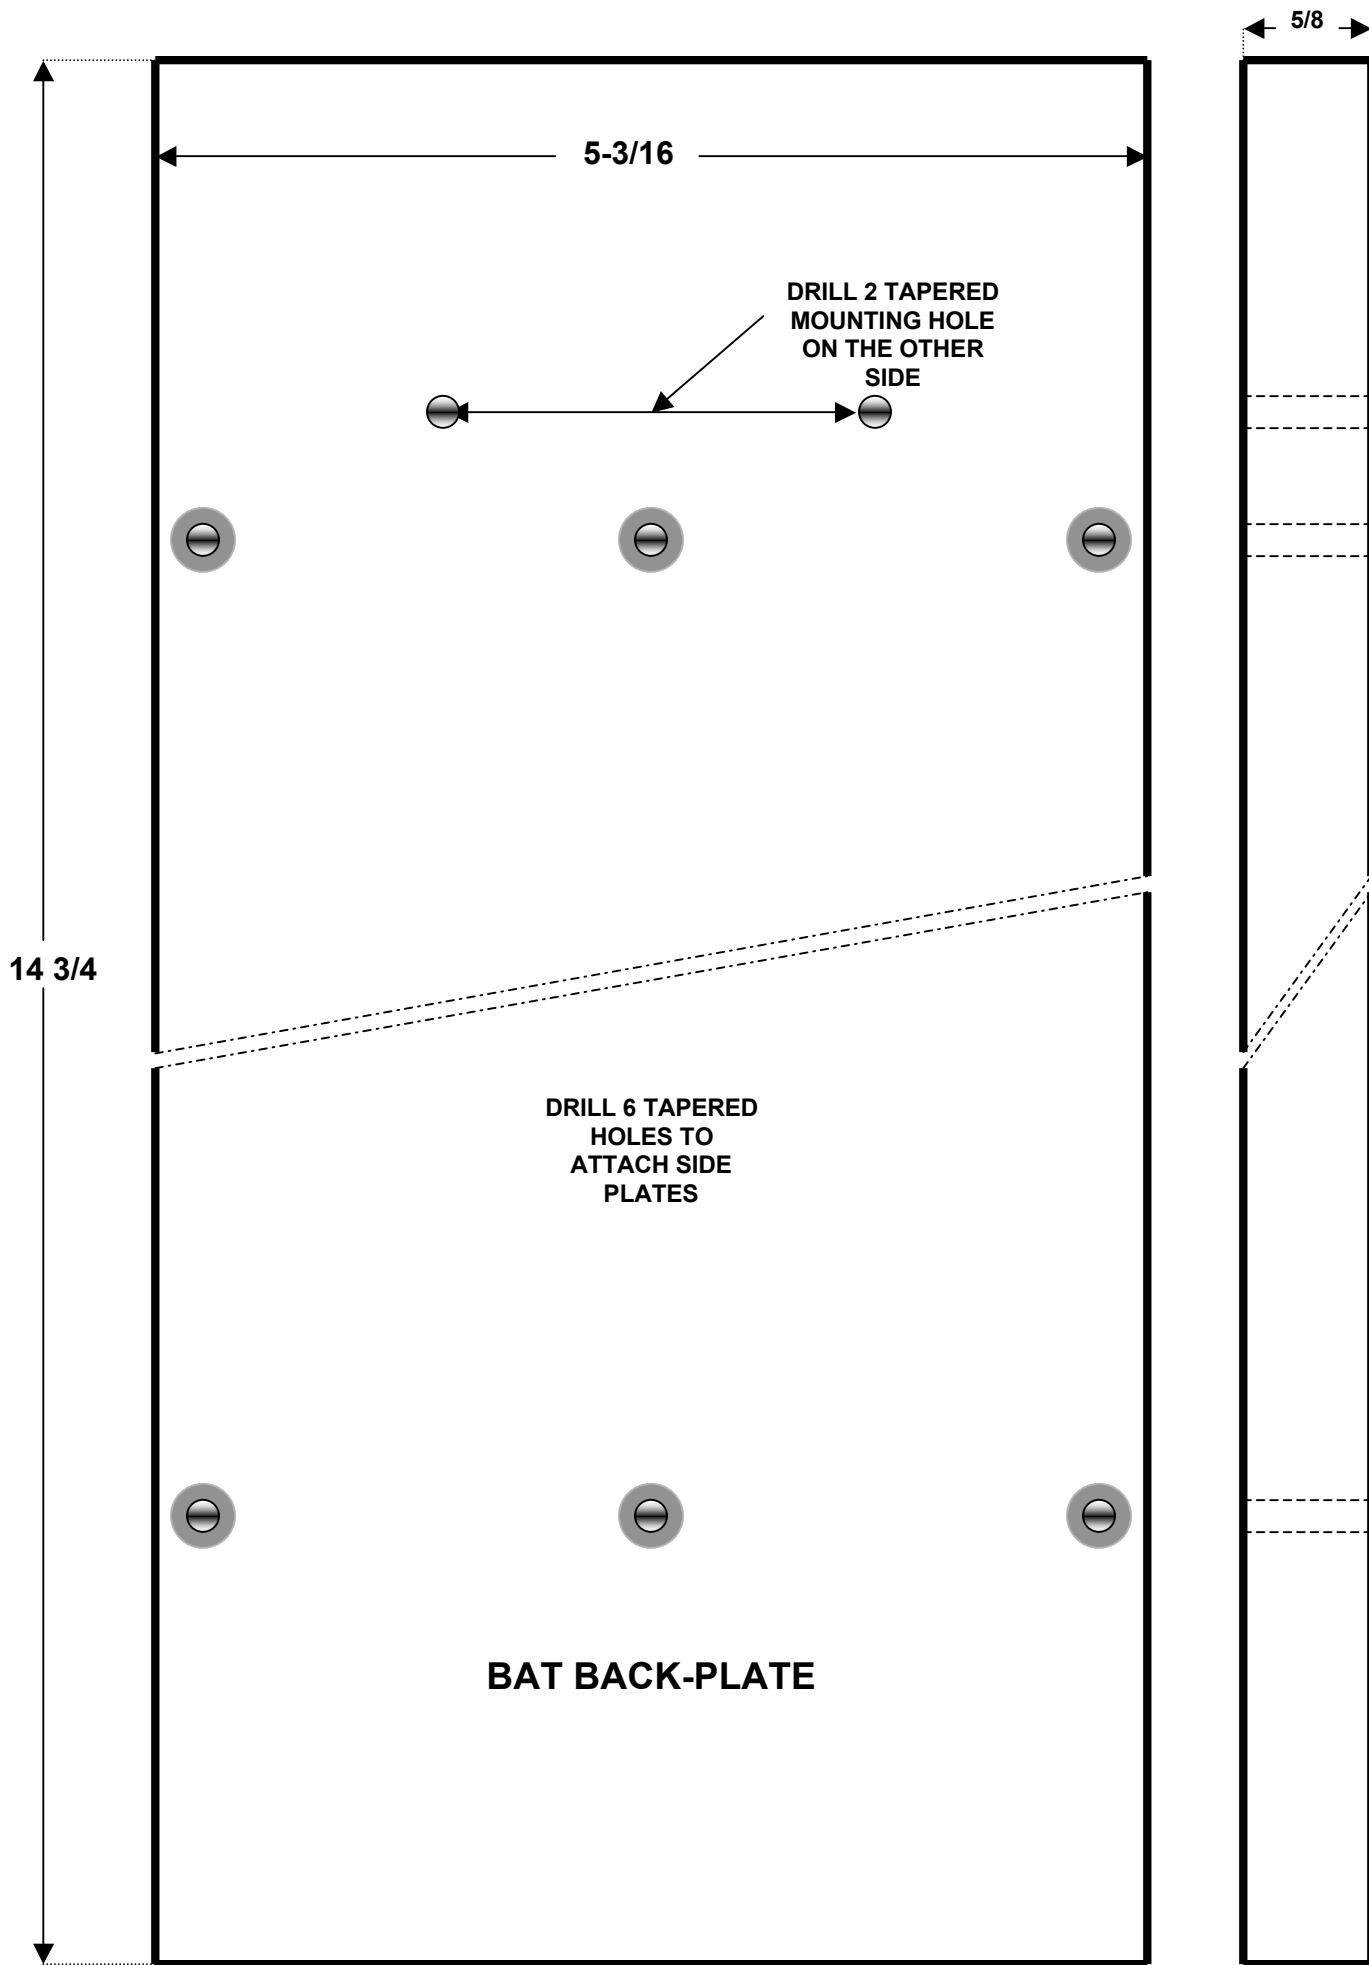 5/8
5-3/16
DRILL 2 TAPERED
MOUNTING HOLE
ON THE OTHER
SIDE
14 3/4
DRILL 6 TAPERED
HOLES TO
ATTACH SIDE
PLATES
BAT BACK-PLATE